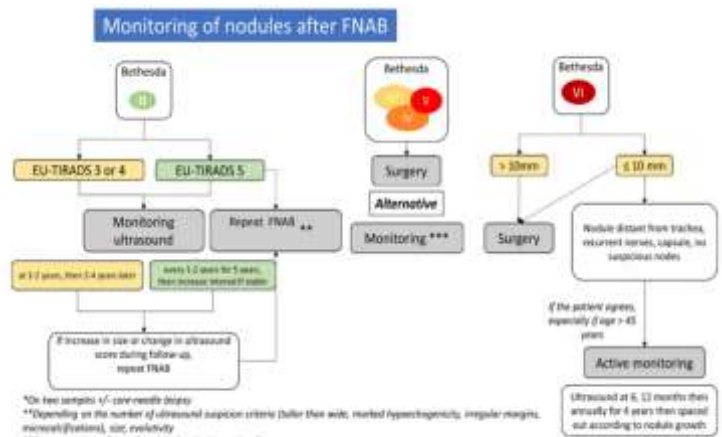 Monitoring of nodules after FNAB
Bethesda
II
EU-TIRADS 3 or 4
EU-TIRADS 5
Monitoring
ultrasound
Repeat FNAB **
at 1-2 years, then 2-4 years later
every 1-2 years for 5 years,
then increase interval if stable
If increase in size or change in ultrasound
score during follow-up,
repeat FNAB
Bethesda
V
Surgery
Alternative
Monitoring ***
Bethesda
VI
> 10mm
≤ 10 mm
Surgery
Nodule distant from trachea,
recurrent nerves, capsule, no
suspicious nodes
If the patient agrees,
especially if age > 45
years
Active monitoring
Ultrasound at 6, 12 months then
annually for 4 years then spaced
out according to nodule growth
*On two samples +/- core needle biopsy
**Depending on the number of ultrasound suspicion criteria (taller than wide, marked hypoechogenicity, irregular margins,
microcalcifications), size, evolutivity